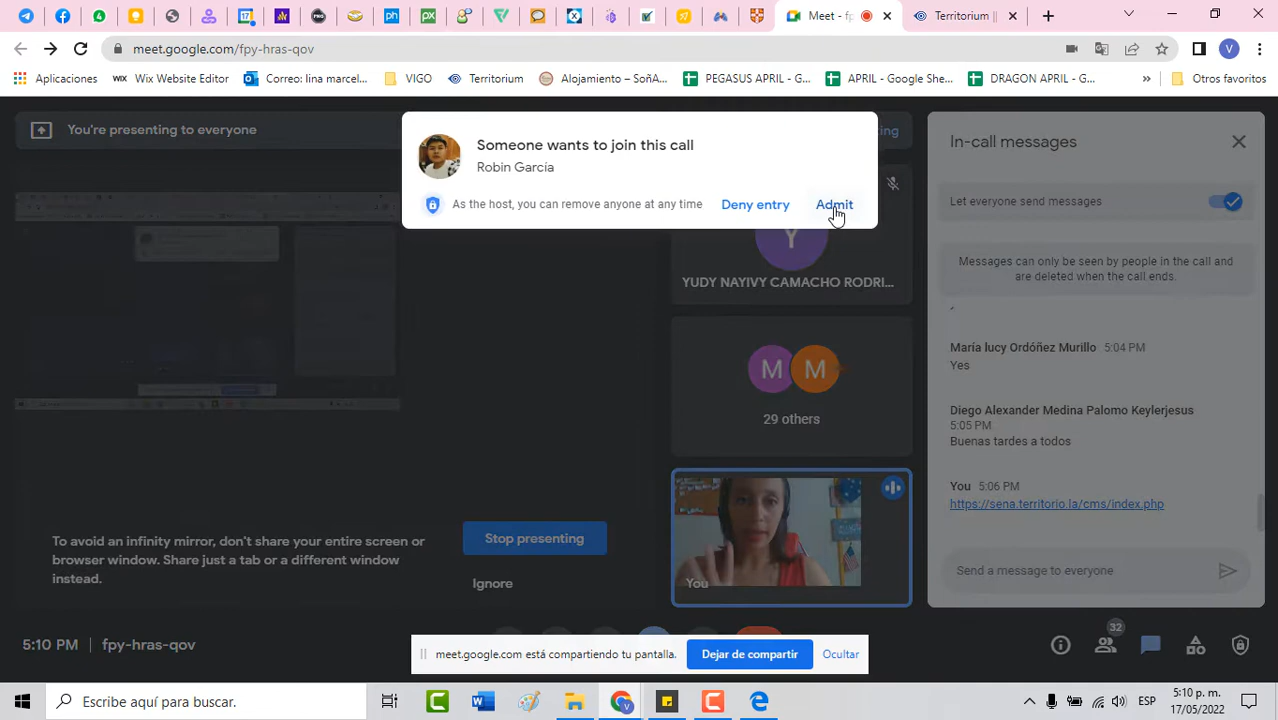 Meet - fp
Territorium ||
meet.google.com/fpy-hras-qov
Aplicaciones
WIX Wix Website Editor
Correo: lina marcel...
VIGO
Territorium
Alojamiento – SoñA...
PEGASUS APRIL - G...
APRIL - Google She...
DRAGON APRIL - G...
»
Otros favoritos
V
You're presenting to everyone
Someone wants to join this call
Robin García
As the host, you can remove anyone at any time
Deny entry
Admit
Y
YUDY NAYIVY CAMACHO RODRI...
M M
29 others
You
To avoid an infinity mirror, don't share your entire screen or
browser window. Share just a tab or a different window
instead.
Stop presenting
Ignore
In-call messages
Let everyone send messages
Messages can only be seen by people in the call and
are deleted when the call ends.
María lucy Ordóñez Murillo 5:04 PM
Yes
Diego Alexander Medina Palomo Keylerjesus
5:05 PM
Buenas tardes a todos
You 5:06 PM
https://sena.territorio.la/cms/index.php
Send a message to everyone
5:10 PM | fpy-hras-qov
32
meet.google.com está compartiendo tu pantalla.
Dejar de compartir
Ocultar
Escribe aquí para buscar.
ESP
5:10 p. m.
17/05/2022